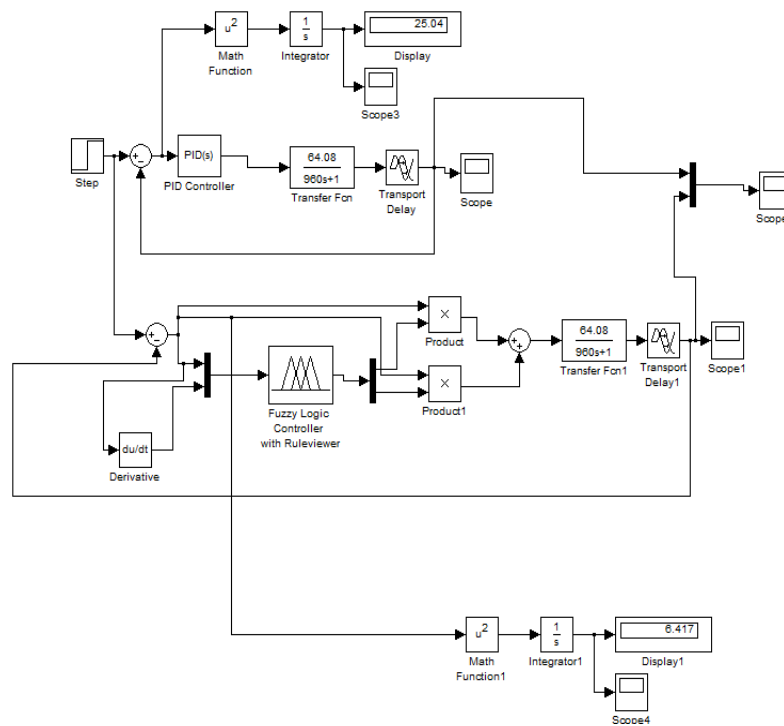 u²
Math
Function
1
s
Integrator
25.04
Display
Scope3
Step
+
-
PID(s)
PID Controller
64.08
960s+1
Transfer Fcn
Transport
Delay
Scope
Scope
+
-
×
Product
×
Product1
+
+
64.08
960s+1
Transfer Fcn1
Transport
Delay1
Scope1
Fuzzy Logic
Controller
with Ruleviewer
du/dt
Derivative
u²
Math
Function1
1
s
Integrator1
6.417
Display1
Scope4